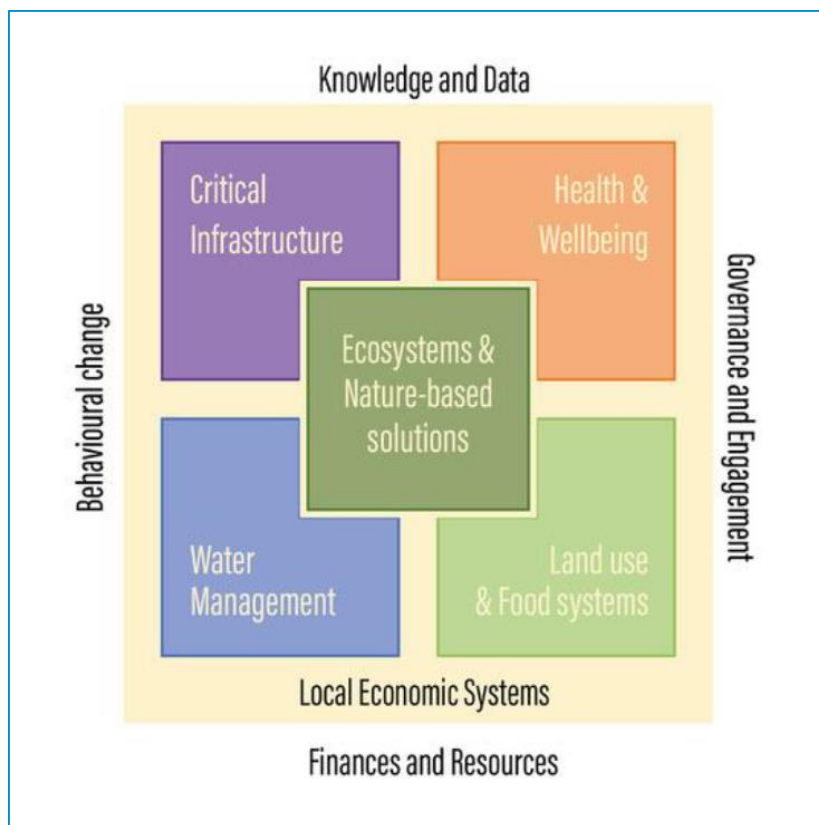 Knowledge and Data
Critical
Infrastructure
Health &
Wellbeing
Behavioural change
Ecosystems &
Nature-based
solutions
Governance and Engagement
Water
Management
Land use
& Food systems
Local Economic Systems
Finances and Resources